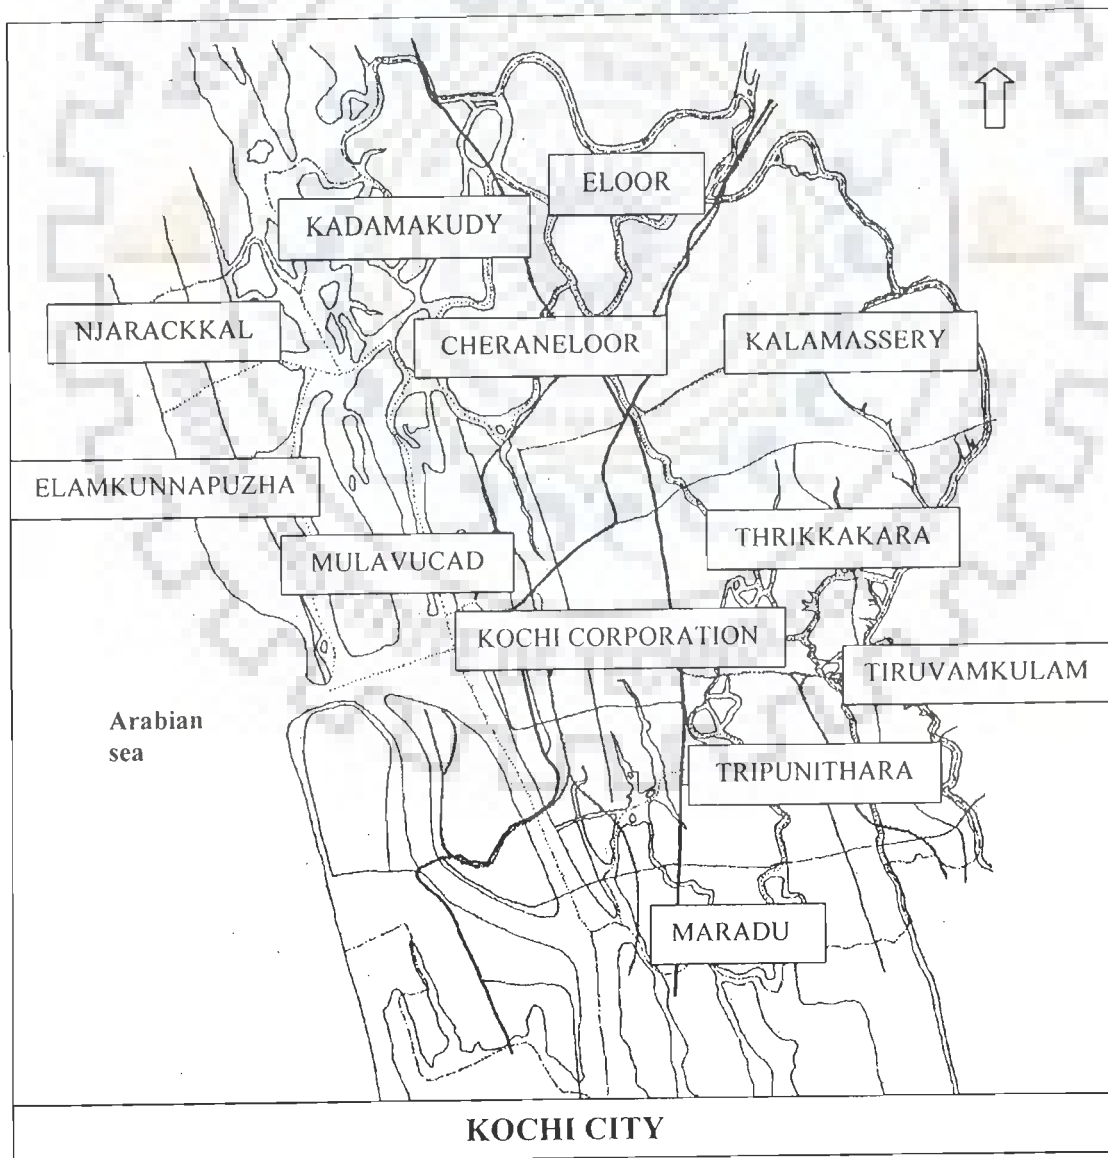 ELOOR
KADAMAKUDY
NJARACKKAL
CHERANELOOR
KALAMASSERY
ELAMKUNNAPUZHA
THRIKKAKARA
MULAVUCAD
KOCHI CORPORATION
TIRUVAMKULAM
Arabian
sea
TRIPUNITHARA
MARADU
KOCHI CITY